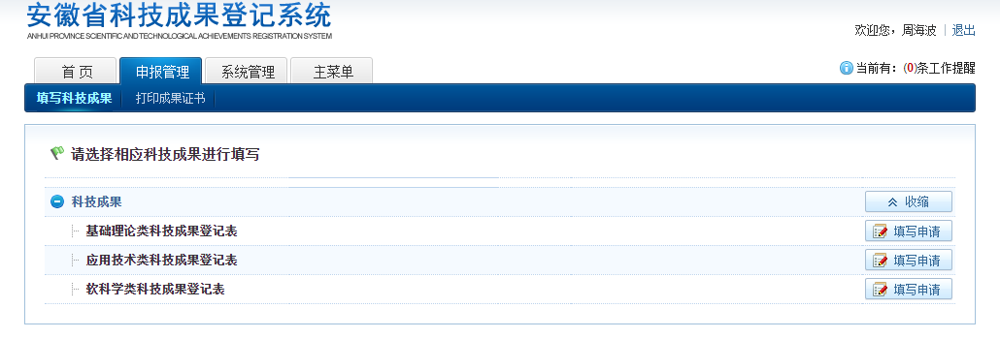 安徽省科技成果登记系统
ANHUI PROVINCE SCIENTIFIC AND TECHNOLOGICAL ACHIEVEMENTS REGISTRATION SYSTEM
欢迎您，周海波 | 退出
首 页 申报管理 系统管理 主菜单
当前有：(0)条工作提醒
填写科技成果 打印成果证书
请选择相应科技成果进行填写
科技成果 收缩
基础理论类科技成果登记表 填写申请
应用技术类科技成果登记表 填写申请
软科学类科技成果登记表 填写申请